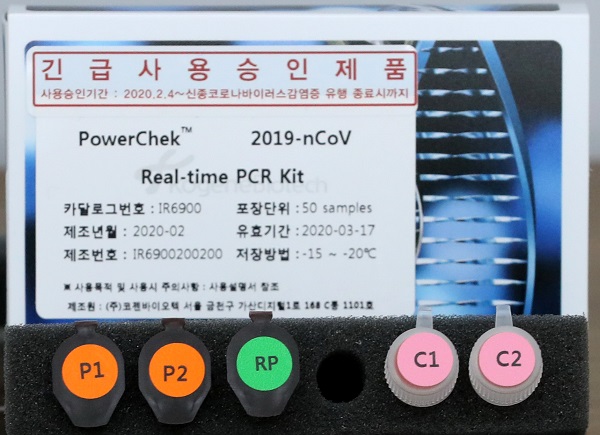 긴급사용승인제품
사용승인기간 : 2020.2.4~신종코로나바이러스감염증 유행 종료시까지
PowerChek™ 2019-nCoV
Real-time PCR Kit
Kogenebiotech
카달로그번호 : IR6900 포장단위 : 50 samples
제조년월 : 2020-02 유효기간 : 2020-03-17
제조번호 : IR6900200200 저장방법 : -15 ~ -20℃
※ 사용목적 및 사용시 주의사항 : 사용설명서 참조
제조원 : (주)코젠바이오텍 서울 금천구 가산디지털1로 168 C동 1101호
P1 P2 RP C1 C2